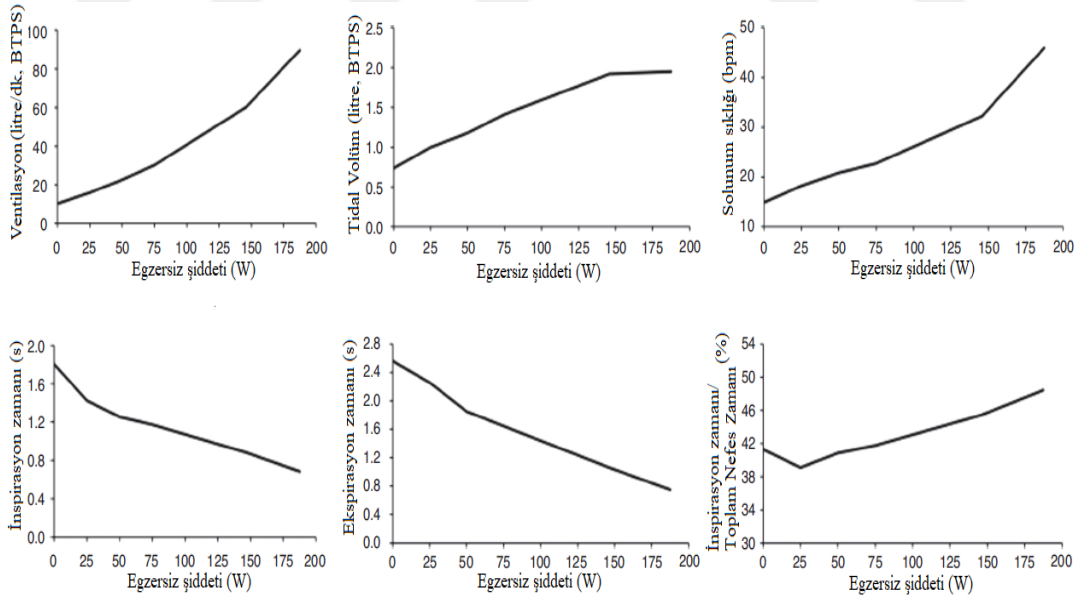 Ventilasyon (litre/dk, BTPS)
100
80
60
40
20
0
0 25 50 75 100 125 150 175 200
Egzersiz şiddeti (W)
Tidal Volüm (litre, BTPS)
2.5
2.0
1.5
1.0
0.5
0.0
0 25 50 75 100 125 150 175 200
Egzersiz şiddeti (W)
Solunum sıklığı (bpm)
50
40
30
20
10
0 25 50 75 100 125 150 175 200
Egzersiz şiddeti (W)
İnspirasyon zamanı (s)
2.0
1.6
1.2
0.8
0.4
0.0
0 25 50 75 100 125 150 175 200
Egzersiz şiddeti (W)
Ekspirasyon zamanı (s)
2.8
2.4
2.0
1.6
1.2
0.8
0.4
0.0
0 25 50 75 100 125 150 175 200
Egzersiz şiddeti (W)
İnspirasyon zamanı/
Toplam Nefes Zamanı (%)
54
50
46
42
38
34
30
0 25 50 75 100 125 150 175 200
Egzersiz şiddeti (W)